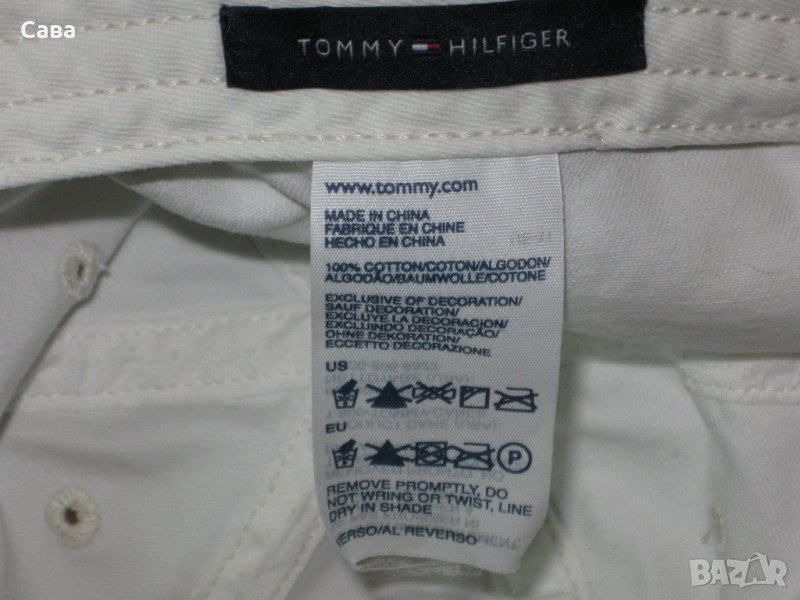 Сава
TOMMY HILFIGER
www.tommy.com
MADE IN CHINA
FABRIQUE EN CHINE
HECHO EN CHINA
100% COTTON/COTON/ALGODON/
ALGODÃO/BAUMWOLLE/COTONE
EXCLUSIVE OF DECORATION/
SAUF DECORATION/
EXCLUYE LA DECORACION/
EXCLUINDO DECORAÇÃO/
OHNE DEKORATION/
ECCETTO DECORAZIONE
US
EU
P
REMOVE PROMPTLY, DO
NOT WRING OR TWIST, LINE
DRY IN SHADE
VERSO/AL REVERSO
BAZAR